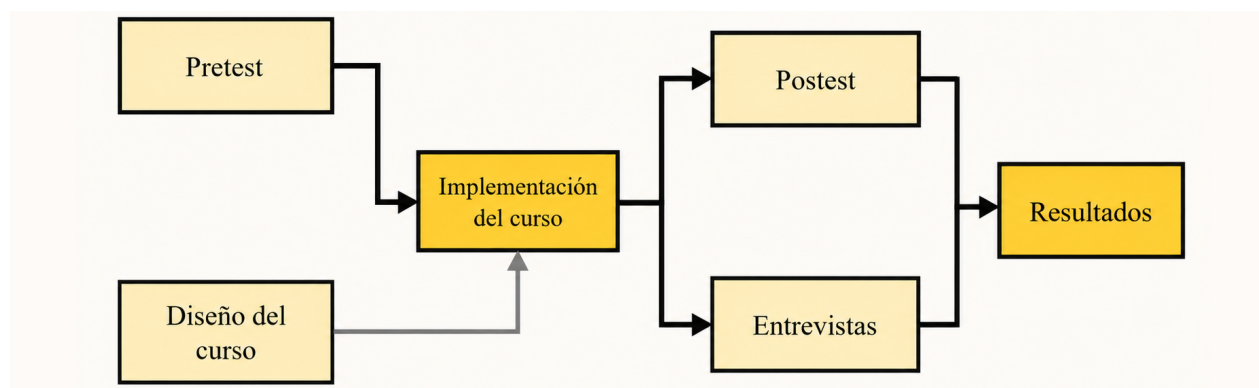 Pretest
Diseño del
curso
Implementación
del curso
Postest
Entrevistas
Resultados